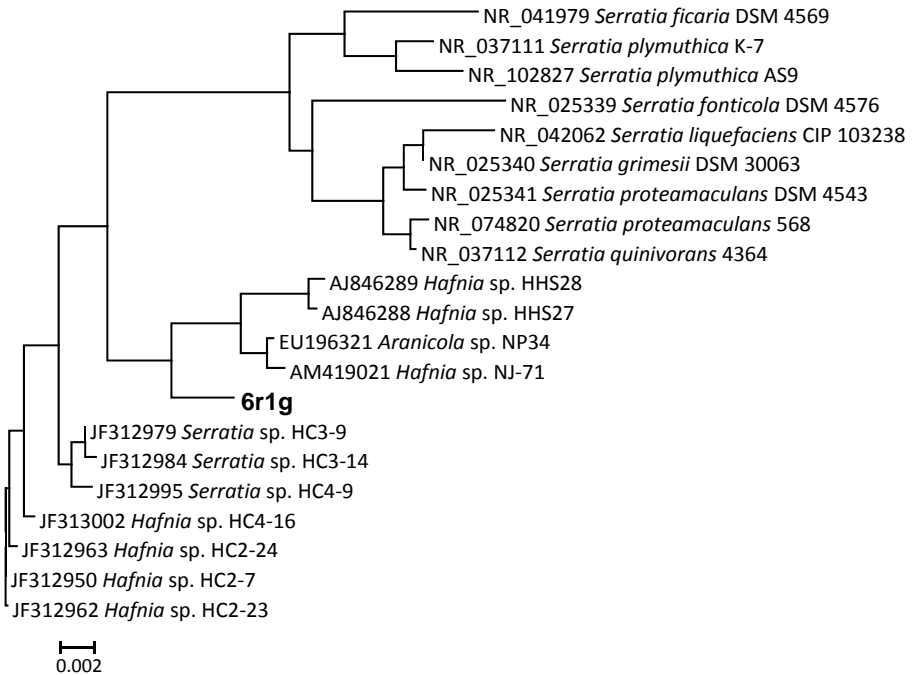 NR_041979 Serratia ficaria DSM 4569
NR_037111 Serratia plymuthica K-7
NR_102827 Serratia plymuthica AS9
NR_025339 Serratia fonticola DSM 4576
NR_042062 Serratia liquefaciens CIP 103238
NR_025340 Serratia grimesii DSM 30063
NR_025341 Serratia proteamaculans DSM 4543
NR_074820 Serratia proteamaculans 568
NR_037112 Serratia quinivorans 4364
AJ846289 Hafnia sp. HHS28
AJ846288 Hafnia sp. HHS27
EU196321 Aranicola sp. NP34
AM419021 Hafnia sp. NJ-71
6r1g
JF312979 Serratia sp. HC3-9
JF312984 Serratia sp. HC3-14
JF312995 Serratia sp. HC4-9
JF313002 Hafnia sp. HC4-16
JF312963 Hafnia sp. HC2-24
JF312950 Hafnia sp. HC2-7
JF312962 Hafnia sp. HC2-23
0.002